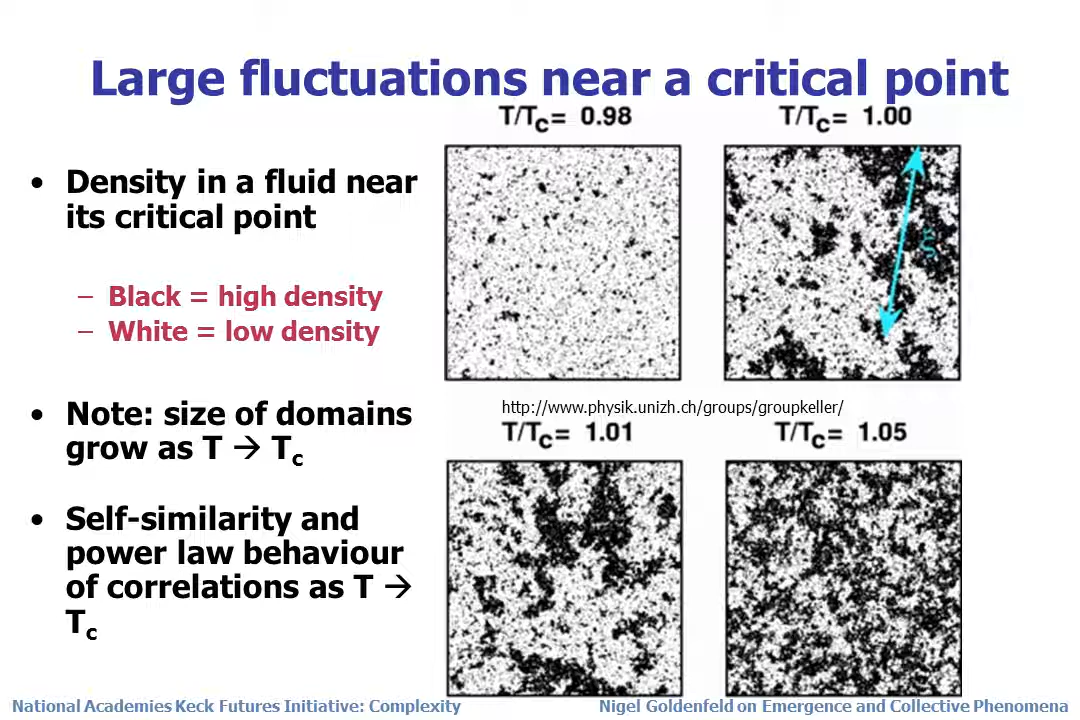 Large fluctuations near a critical point
• Density in a fluid near
its critical point
– Black = high density
– White = low density
• Note: size of domains
grow as T → Tc
• Self-similarity and
power law behaviour
of correlations as T →
Tc
T/Tc= 0.98
T/Tc= 1.00
ξ
http://www.physik.unizh.ch/groups/groupkeller/
T/Tc= 1.01
T/Tc= 1.05
National Academies Keck Futures Initiative: Complexity
Nigel Goldenfeld on Emergence and Collective Phenomena